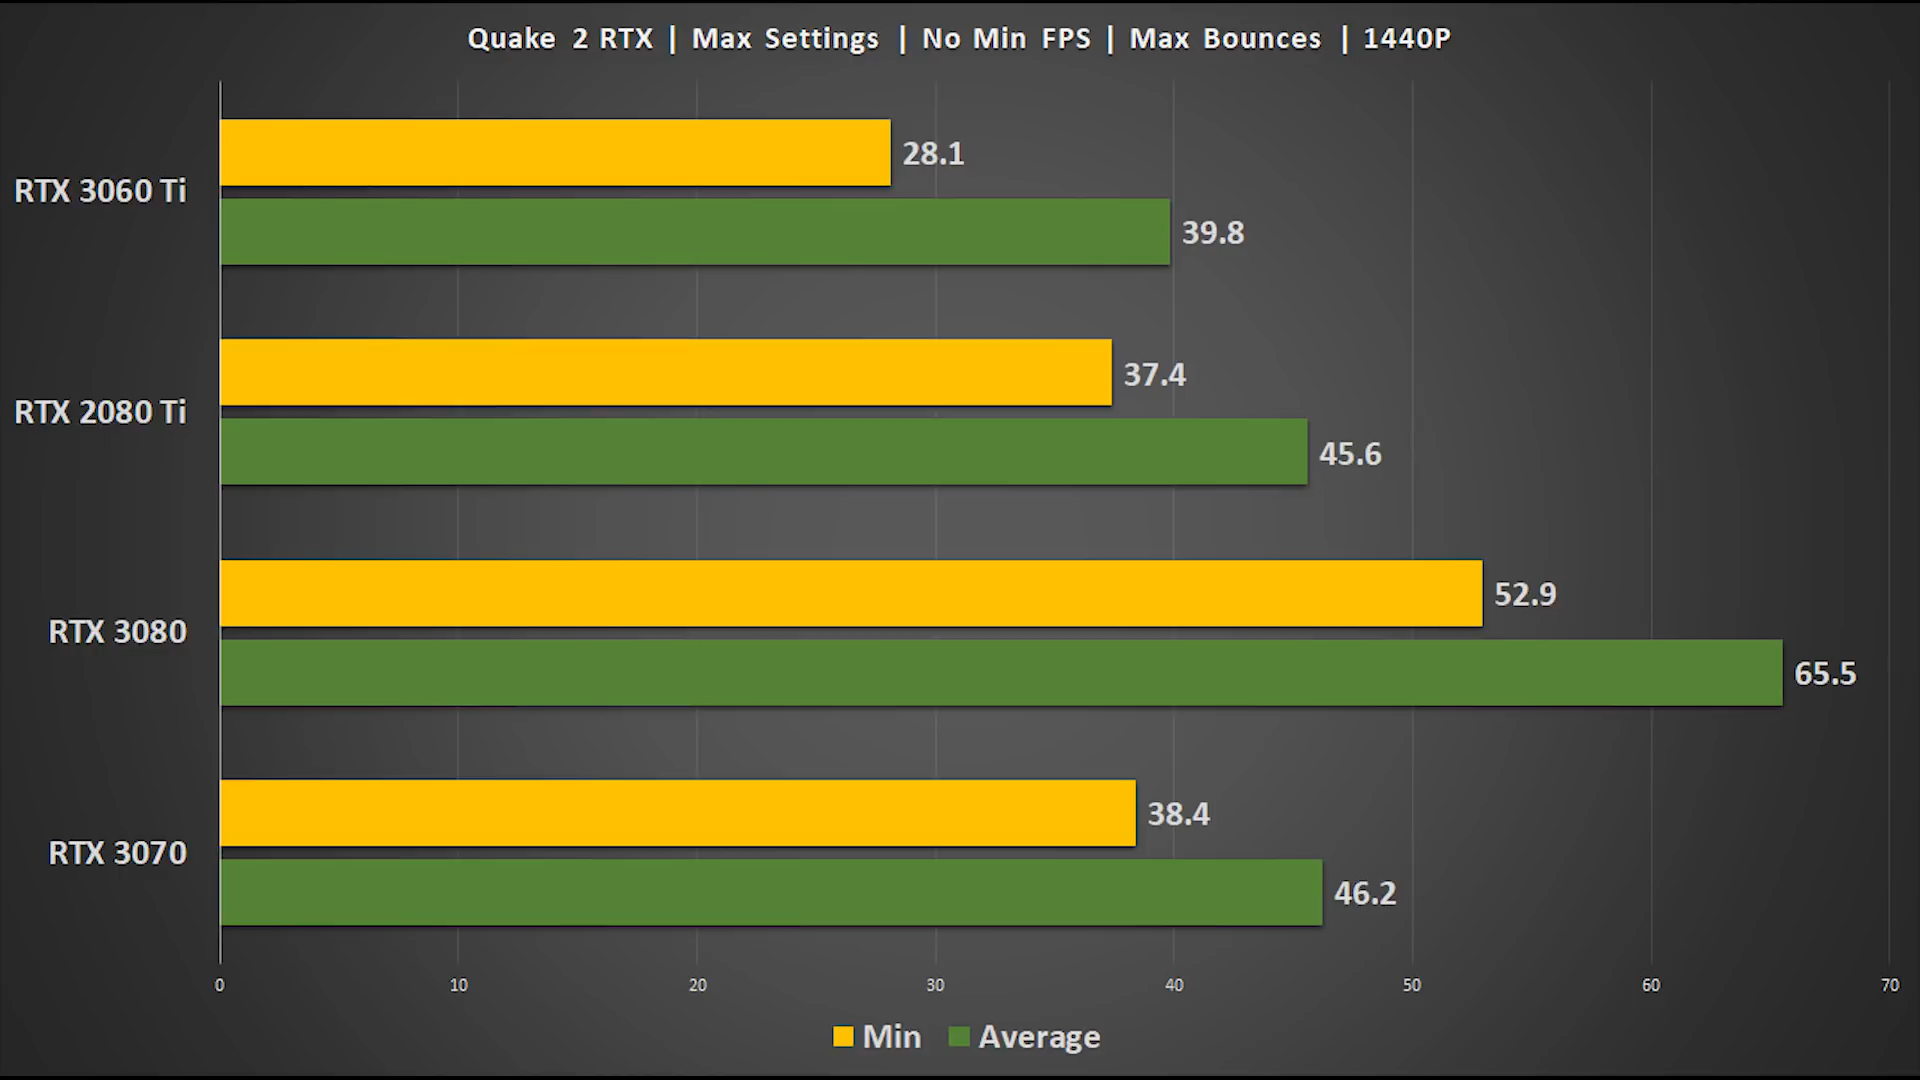 Quake 2 RTX | Max Settings | No Min FPS | Max Bounces | 1440P
RTX 3060 Ti
28.1
39.8
RTX 2080 Ti
37.4
45.6
RTX 3080
52.9
65.5
RTX 3070
38.4
46.2
0 10 20 30 40 50 60 70
Min Average